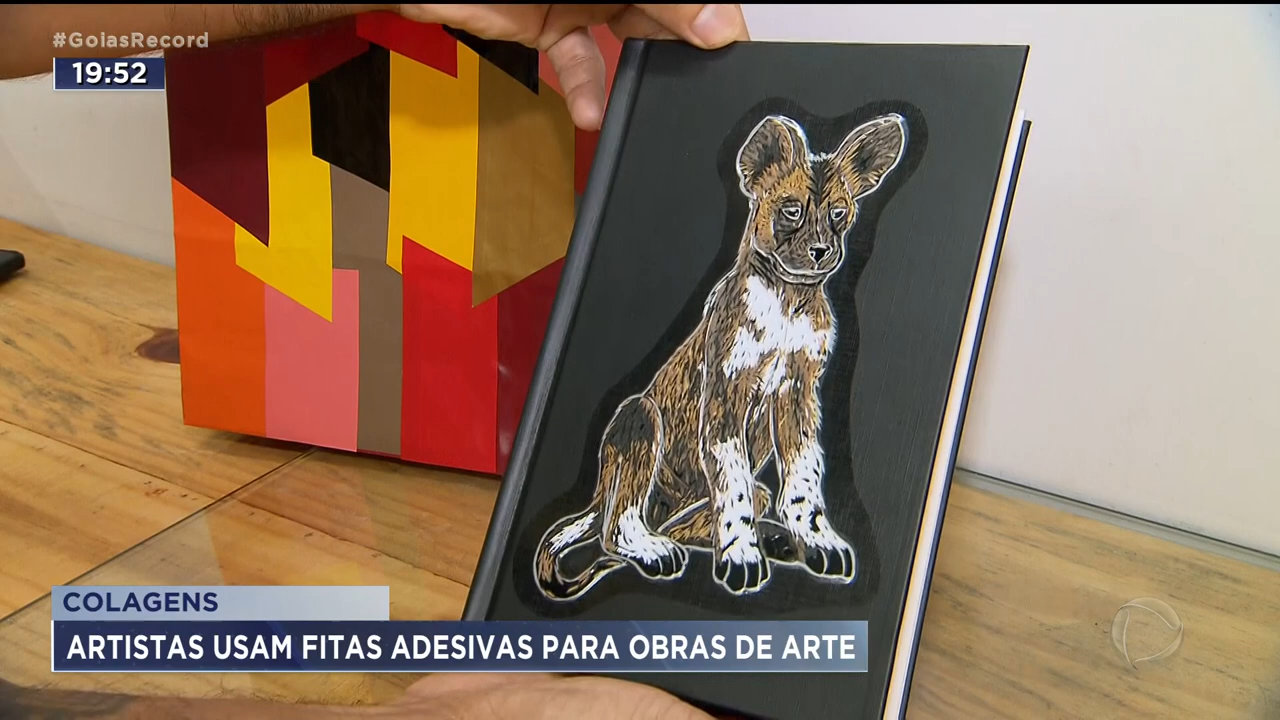 #GoiasRecord
19:52
COLAGENS
ARTISTAS USAM FITAS ADESIVAS PARA OBRAS DE ARTE